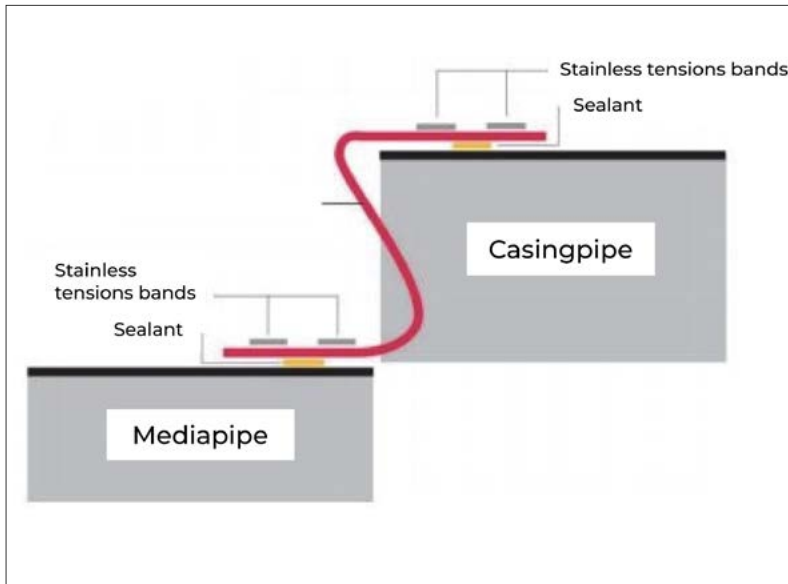 Stainless tensions bands
Sealant
Casingpipe
Stainless
tensions bands
Sealant
Mediapipe